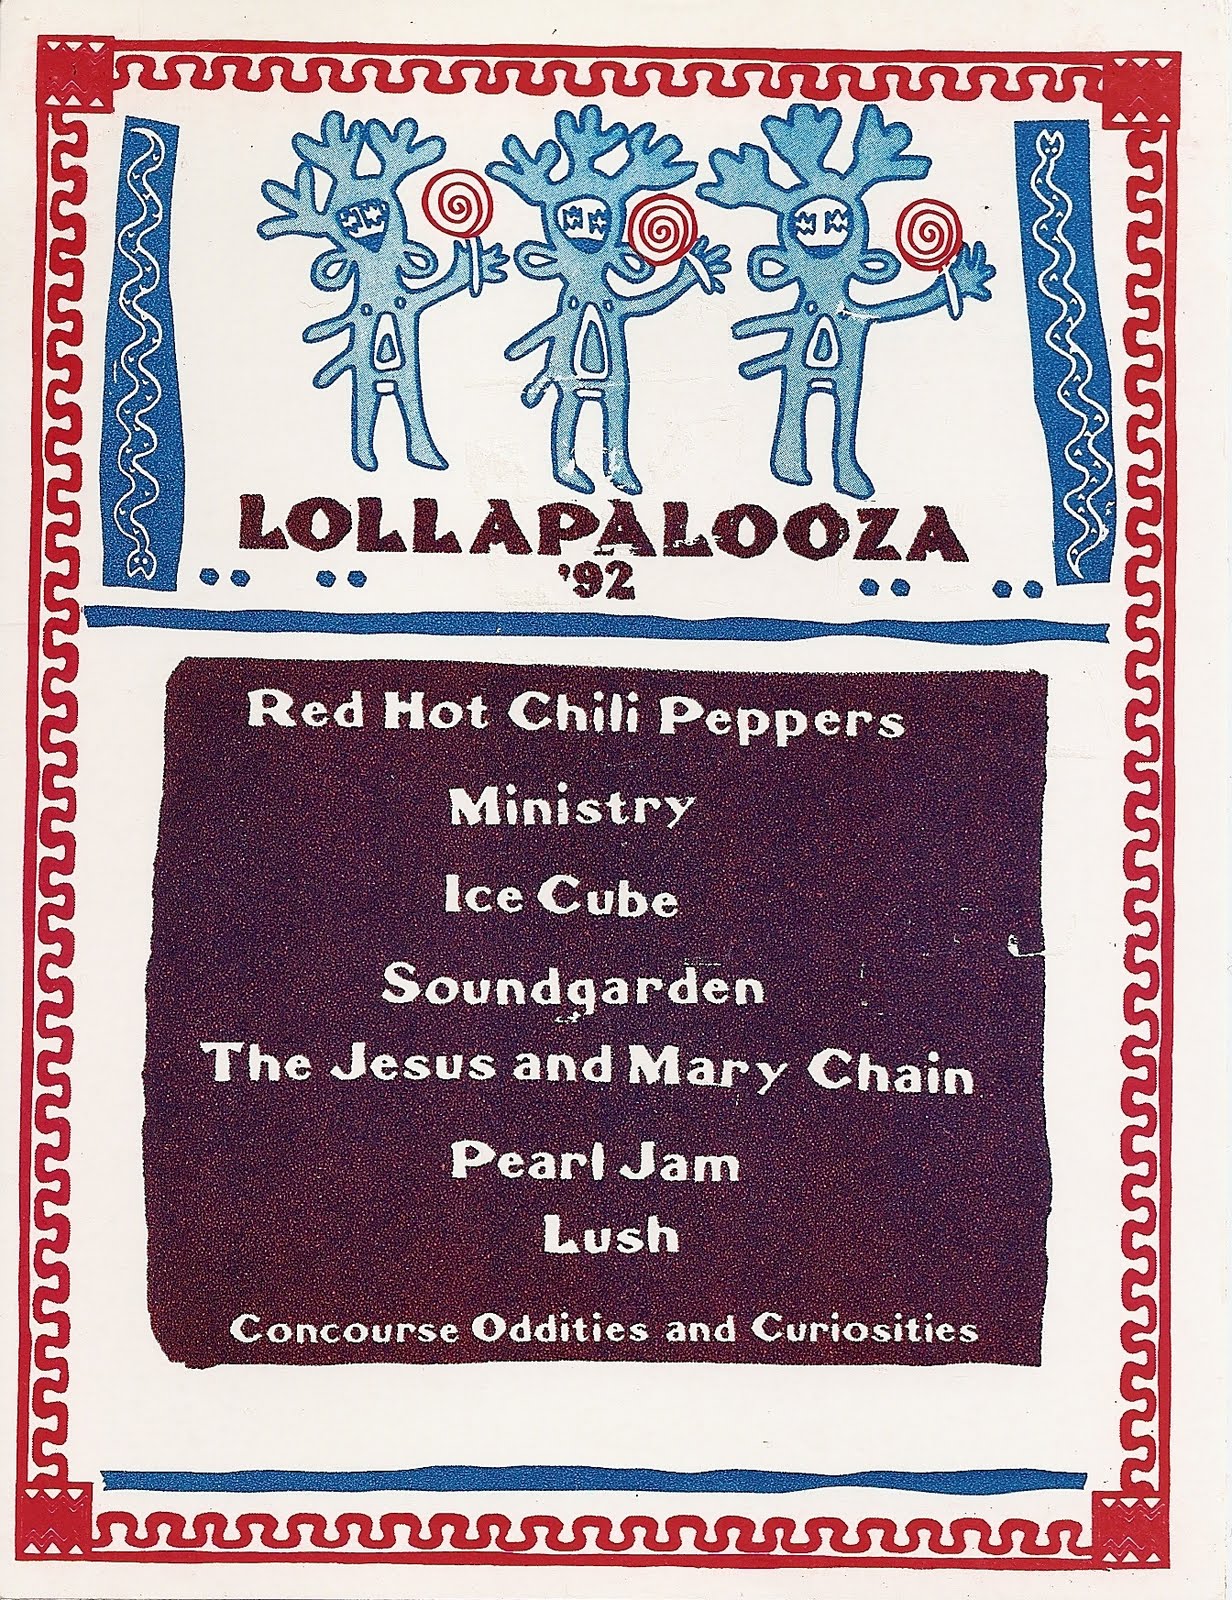 LOLLAPALOOZA
'92
Red Hot Chili Peppers
Ministry
Ice Cube
Soundgarden
The Jesus and Mary Chain
Pearl Jam
Lush
Concourse Oddities and Curiosities